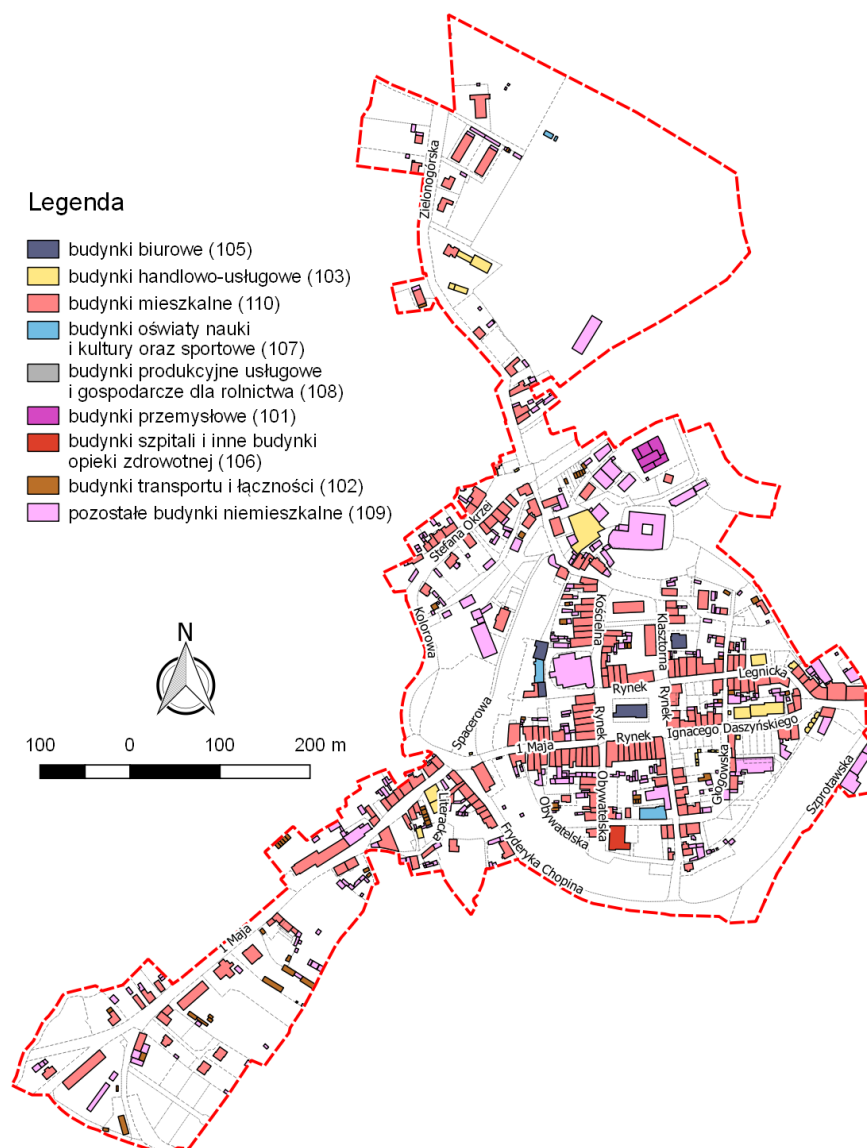 Zielonogórska
Legenda
budynki biurowe (105)
budynki handlowo-usługowe (103)
budynki mieszkalne (110)
budynki oświaty nauki
i kultury oraz sportowe (107)
budynki produkcyjne usługowe
i gospodarcze dla rolnictwa (108)
budynki przemysłowe (101)
budynki szpitali i inne budynki
opieki zdrowotnej (106)
budynki transportu i łączności (102)
pozostałe budynki niemieszkalne (109)
Stefana Okrzei
Kolorowa
Kościelna
Klasztorna
N
Legnicka
Rynek
Rynek
Spacerowa
Rynek
Ignacego Daszyńskiego
1 Maja
Rynek
100 0 100 200 m
Głogowska
Szprotawska
Obywatelska
Obywatelska
Literacka
Fryderyka Chopina
1 Maja